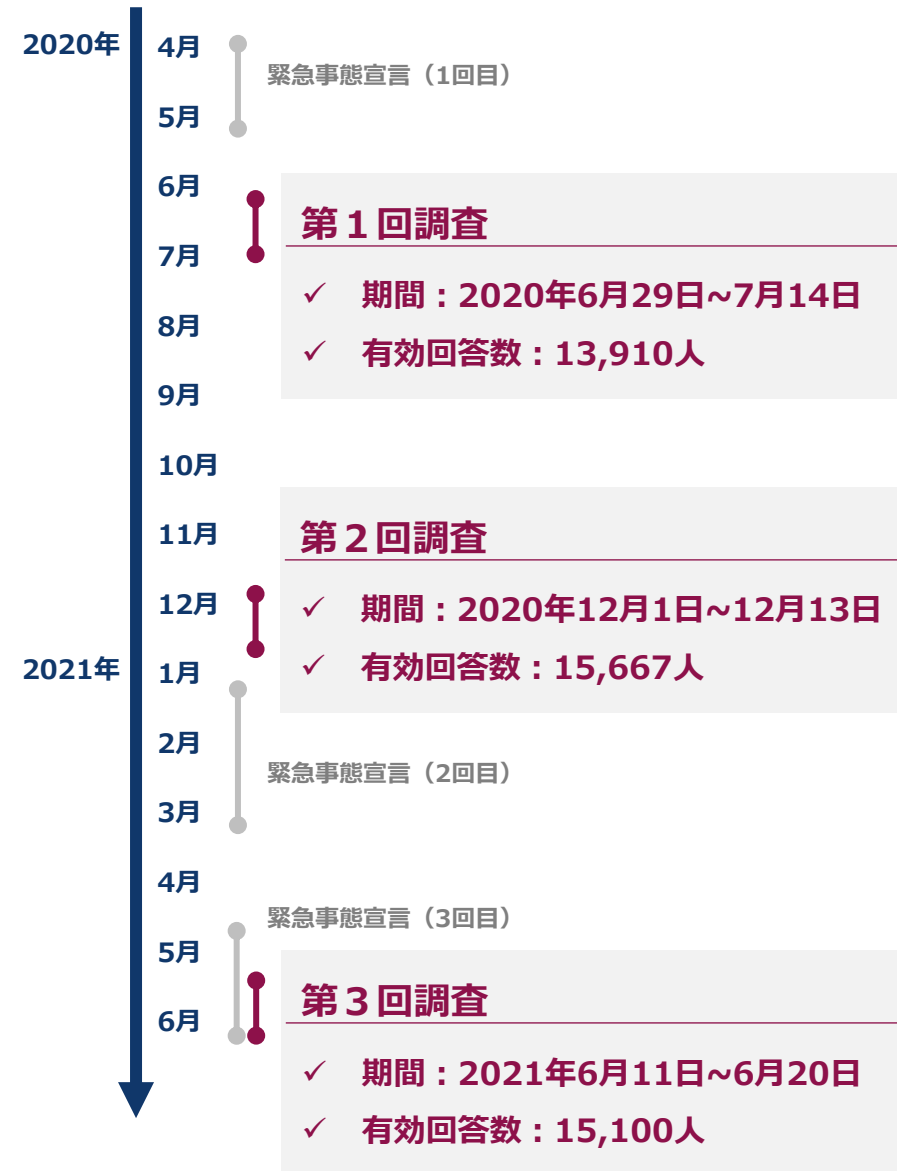 2020年
4月
緊急事態宣言（1回目）
5月
6月
第１回調査
7月
✓ 期間：2020年6月29日~7月14日
8月
✓ 有効回答数：13,910人
9月
10月
11月
第２回調査
12月
✓ 期間：2020年12月1日~12月13日
2021年
1月
✓ 有効回答数：15,667人
2月
緊急事態宣言（2回目）
3月
4月
緊急事態宣言（3回目）
5月
第３回調査
6月
✓ 期間：2021年6月11日~6月20日
✓ 有効回答数：15,100人